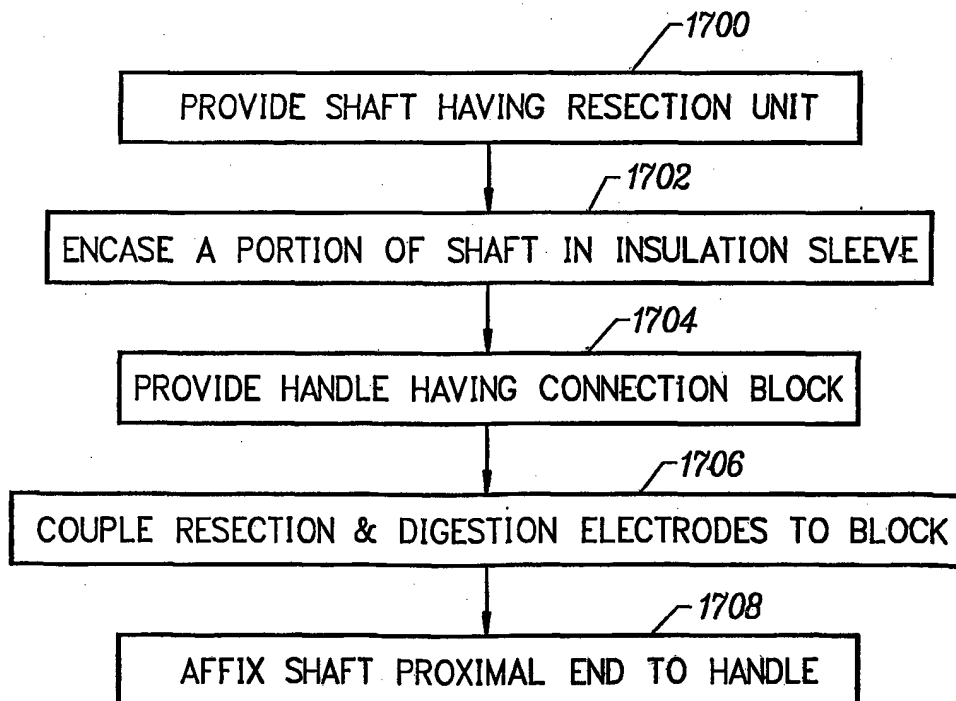 1700
PROVIDE SHAFT HAVING RESECTION UNIT
1702
ENCASE A PORTION OF SHAFT IN INSULATION SLEEVE
1704
PROVIDE HANDLE HAVING CONNECTION BLOCK
1706
COUPLE RESECTION & DIGESTION ELECTRODES TO BLOCK
1708
AFFIX SHAFT PROXIMAL END TO HANDLE